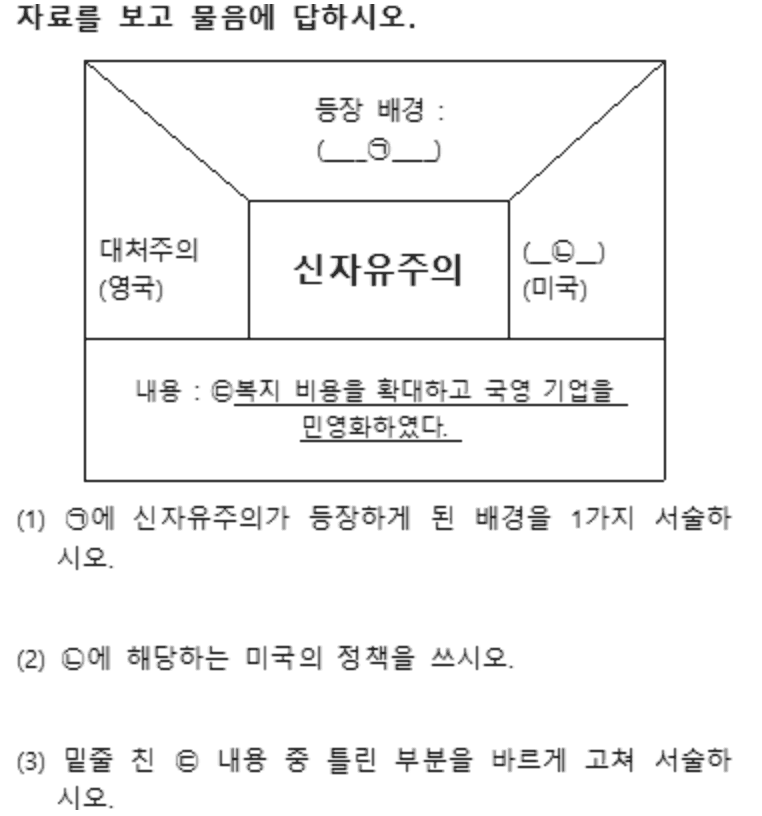 자료를 보고 물음에 답하시오.
등장 배경 :
(___㉠___)
대처주의
(영국)
신자유주의
(_㉡_)
(미국)
내용 : ㉢복지 비용을 확대하고 국영 기업을
민영화하였다.
(1) ㉠에 신자유주의가 등장하게 된 배경을 1가지 서술하
시오.
(2) ㉡에 해당하는 미국의 정책을 쓰시오.
(3) 밑줄 친 ㉢ 내용 중 틀린 부분을 바르게 고쳐 서술하
시오.